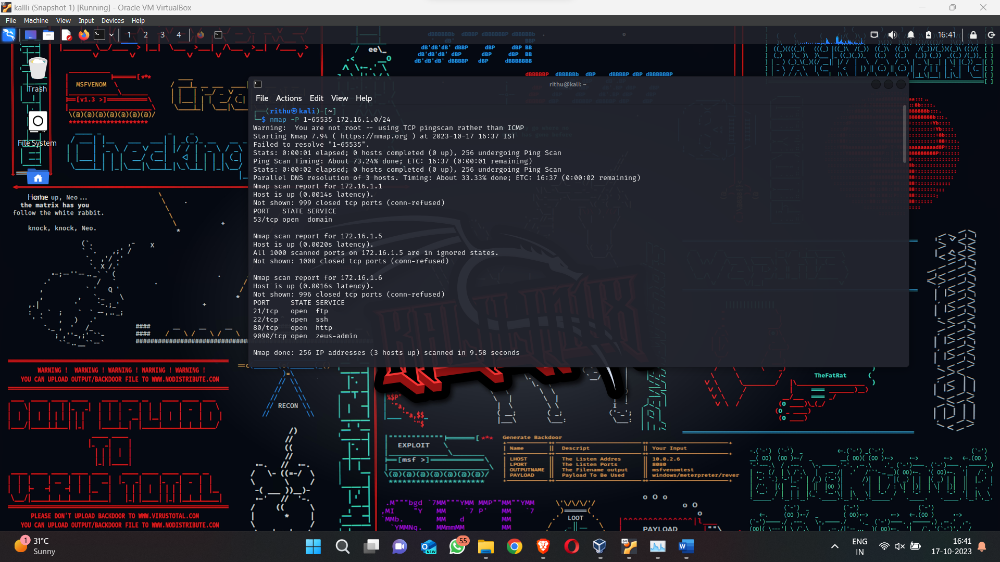 kallli (Snapshot 1) [Running] - Oracle VM VirtualBox
File Machine View Input Devices Help
1 2 3 4
16:41
Trash
File System
Home
MSFVENOM
[v1.3 >]
rithu@kali: ~
File Actions Edit View Help
┌──(rithu㉿kali)-[~]
└─$ nmap -P 1-65535 172.16.1.0/24
Warning:  You are not root -- using TCP pingscan rather than ICMP
Starting Nmap 7.94 ( https://nmap.org ) at 2023-10-17 16:37 IST
Failed to resolve "1-65535".
Stats: 0:00:01 elapsed; 0 hosts completed (0 up), 256 undergoing Ping Scan
Ping Scan Timing: About 73.24% done; ETC: 16:37 (0:00:01 remaining)
Stats: 0:00:02 elapsed; 0 hosts completed (0 up), 256 undergoing Ping Scan
Parallel DNS resolution of 3 hosts. Timing: About 33.33% done; ETC: 16:37 (0:00:02 remaining)
Nmap scan report for 172.16.1.1
Host is up (0.0014s latency).
Not shown: 999 closed tcp ports (conn-refused)
PORT   STATE SERVICE
53/tcp open  domain
Nmap scan report for 172.16.1.5
Host is up (0.0020s latency).
All 1000 scanned ports on 172.16.1.5 are in ignored states.
Not shown: 1000 closed tcp ports (conn-refused)
Nmap scan report for 172.16.1.6
Host is up (0.0016s latency).
Not shown: 996 closed tcp ports (conn-refused)
PORT     STATE SERVICE
21/tcp   open  ftp
22/tcp   open  ssh
80/tcp   open  http
9090/tcp open  zeus-admin
Nmap done: 256 IP addresses (3 hosts up) scanned in 9.58 seconds
up, Neo...
the matrix has you
follow the white rabbit.
knock, knock, Neo.
WARNING ! WARNING ! WARNING ! WARNING ! WARNING !
YOU CAN UPLOAD OUTPUT/BACKDOOR FILE TO WWW.NODISTRIBUTE.COM
DONT UPLOAD
TO
VIRUS TOTAL
PLEASE DON'T UPLOAD BACKDOOR TO WWW.VIRUSTOTAL.COM
YOU CAN UPLOAD OUTPUT/BACKDOOR FILE TO WWW.NODISTRIBUTE.COM
RECON
KALI LINUX
TheFatRat
EXPLOIT
[msf >]
Generate Backdoor
Name Descript Your Input
LHOST The Listen Addres 10.0.2.6
LPORT The Listen Ports 8080
OUTPUTNAME The Filename output msfvenomtest
PAYLOAD Payload To Be Used windows/meterpreter/rever
LOOT
PAYLOAD
1
31°C
Sunny
NEW
55
64
ENG
IN
16:41
17-10-2023